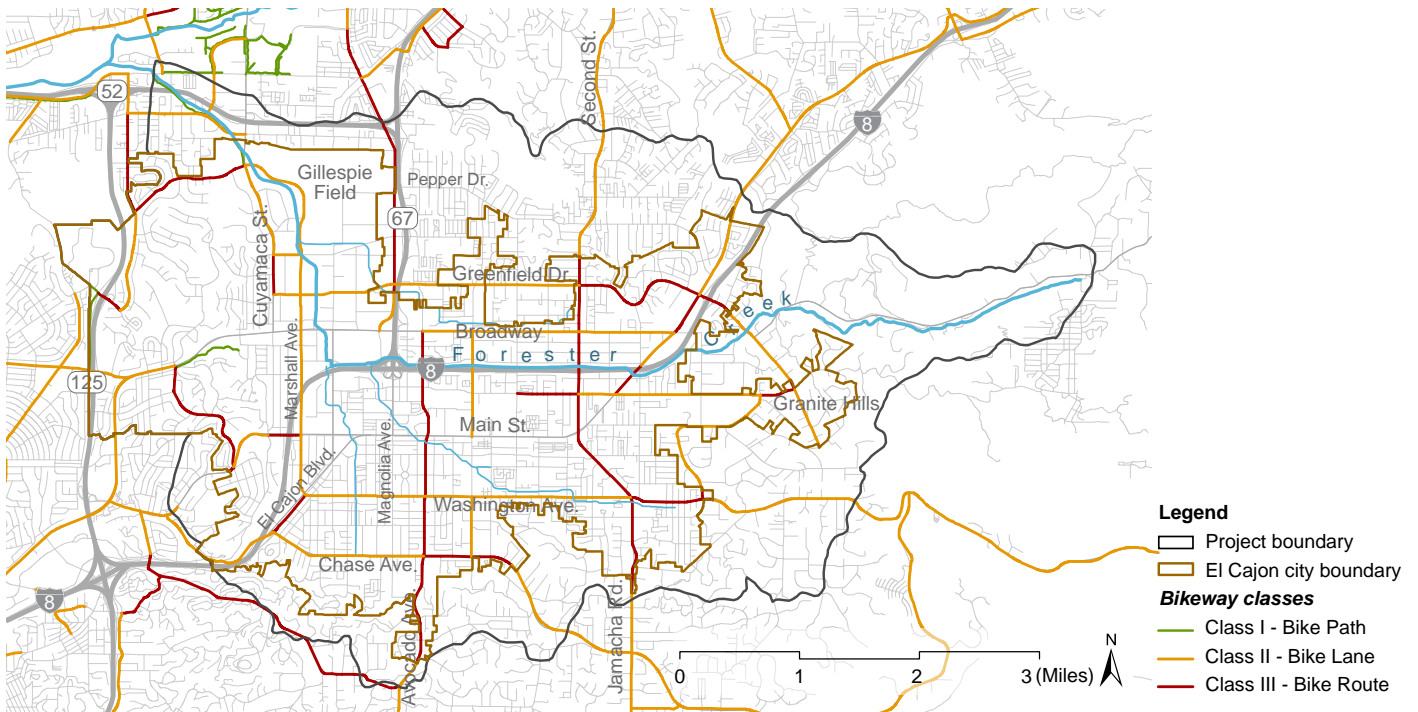 52
Second St.
8
Gillespie
Field
Pepper Dr.
67
Cuyamaca St.
Greenfield Dr.
Creek
Broadway
Forester
8
125
Marshall Ave.
Granite Hills
Main St.
Magnolia Ave.
El Cajon Blvd.
Washington Ave.
Chase Ave.
8
Avocado Ave.
Jamacha Rd.
0 1 2 3 (Miles)
N
Legend
Project boundary
El Cajon city boundary
Bikeway classes
Class I - Bike Path
Class II - Bike Lane
Class III - Bike Route